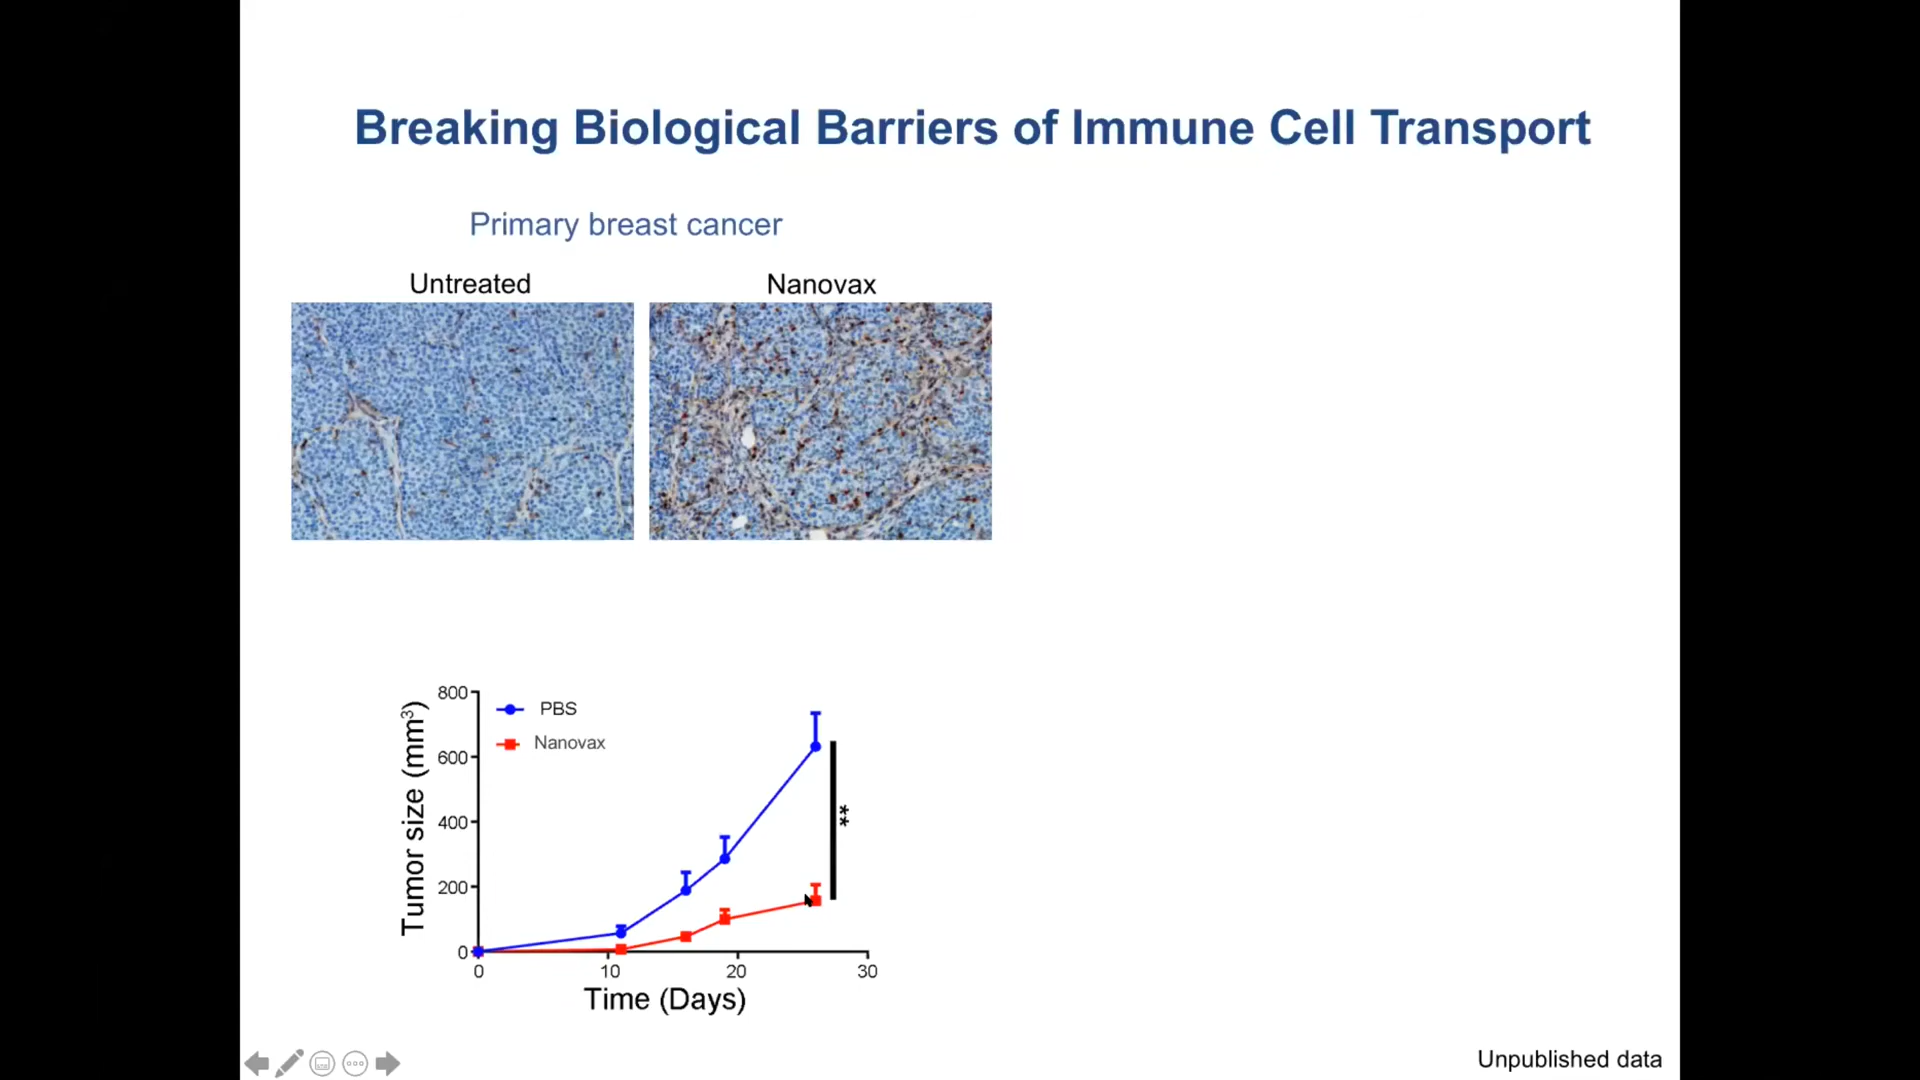 Breaking Biological Barriers of Immune Cell Transport
Primary breast cancer
Untreated
Nanovax
800
600
400
200
0
Tumor size (mm³)
PBS
Nanovax
**
0
10
20
30
Time (Days)
Unpublished data